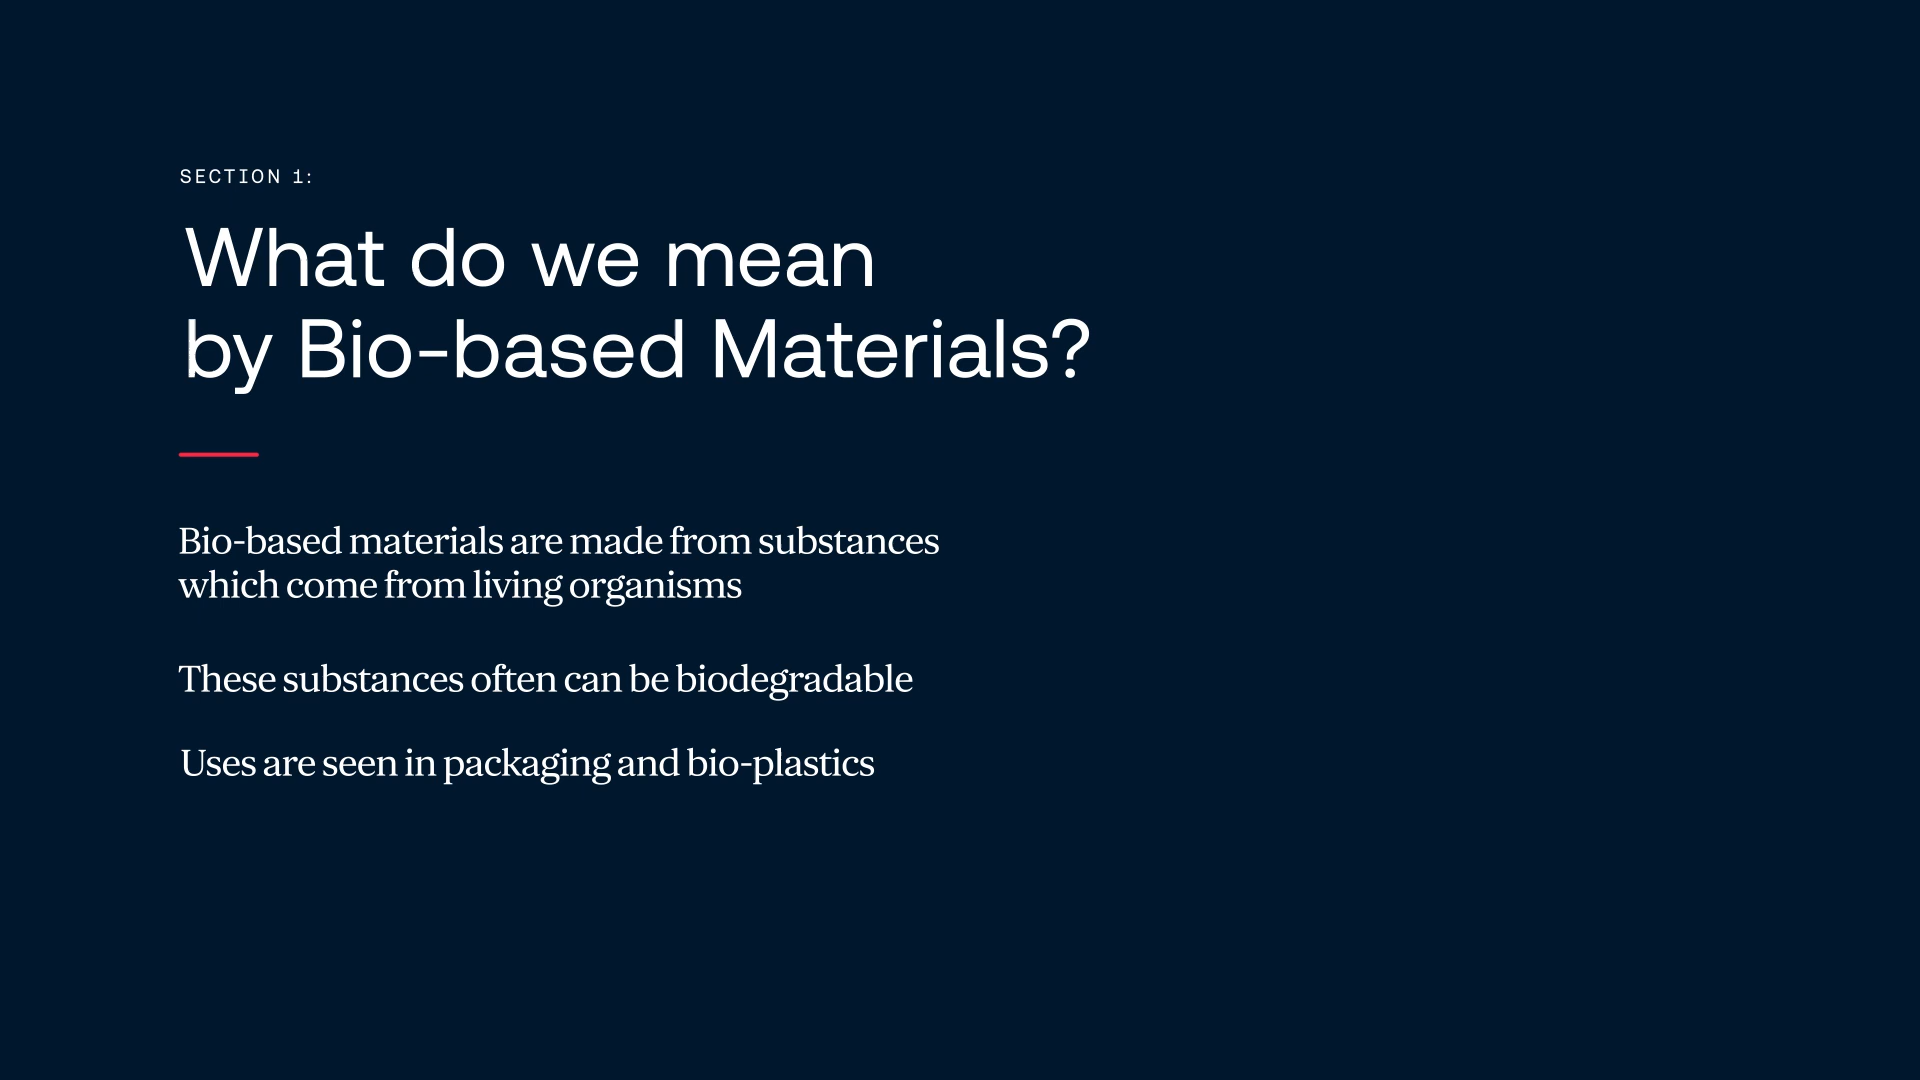 SECTION 1:
What do we mean
by Bio-based Materials?
Bio-based materials are made from substances
which come from living organisms
These substances often can be biodegradable
Uses are seen in packaging and bio-plastics